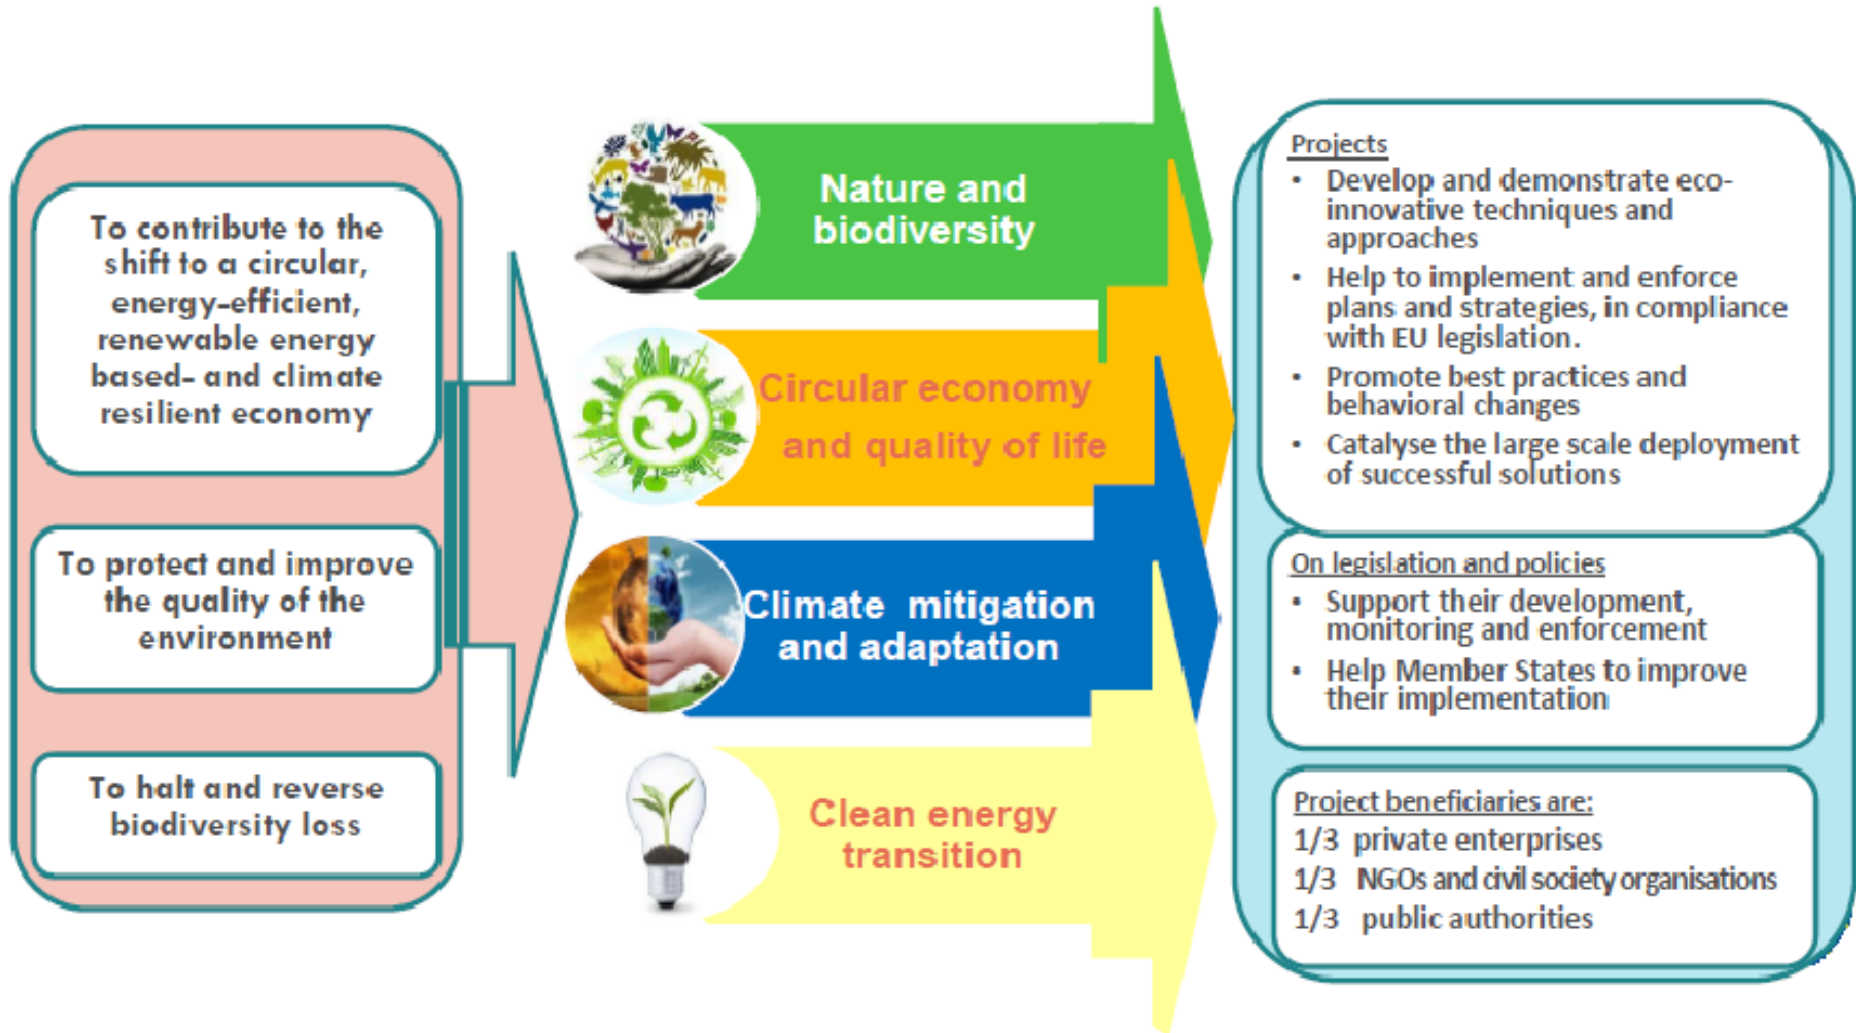 To contribute to the
shift to a circular,
energy-efficient,
renewable energy
based- and climate
resilient economy
To protect and improve
the quality of the
environment
To halt and reverse
biodiversity loss
Nature and
biodiversity
Circular economy
and quality of life
Climate mitigation
and adaptation
Clean energy
transition
Projects
• Develop and demonstrate eco-
innovative techniques and
approaches
• Help to implement and enforce
plans and strategies, in compliance
with EU legislation.
• Promote best practices and
behavioral changes
• Catalyse the large scale deployment
of successful solutions
On legislation and policies
• Support their development,
monitoring and enforcement
• Help Member States to improve
their implementation
Project beneficiaries are:
1/3 private enterprises
1/3 NGOs and civil society organisations
1/3 public authorities